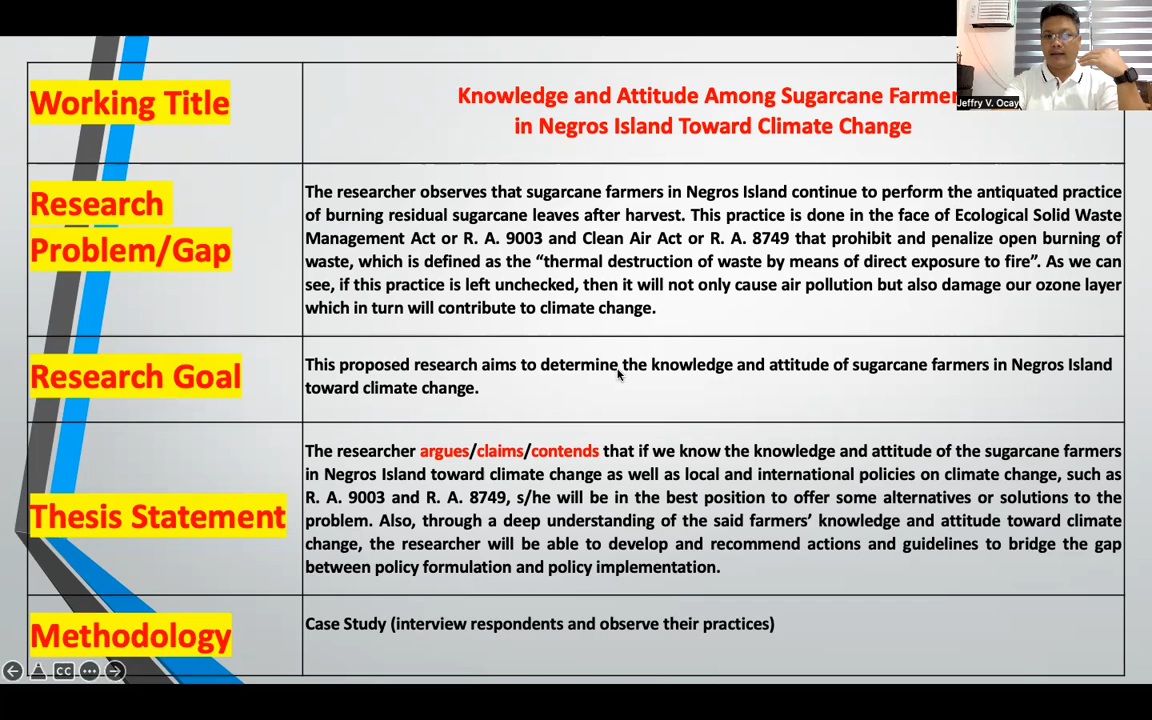 Working Title
Knowledge and Attitude Among Sugarcane Farmer
in Negros Island Toward Climate Change
Jeffry V. Ocay
Research
Problem/Gap
The researcher observes that sugarcane farmers in Negros Island continue to perform the antiquated practice
of burning residual sugarcane leaves after harvest. This practice is done in the face of Ecological Solid Waste
Management Act or R. A. 9003 and Clean Air Act or R. A. 8749 that prohibit and penalize open burning of
waste, which is defined as the “thermal destruction of waste by means of direct exposure to fire”. As we can
see, if this practice is left unchecked, then it will not only cause air pollution but also damage our ozone layer
which in turn will contribute to climate change.
Research Goal
This proposed research aims to determine the knowledge and attitude of sugarcane farmers in Negros Island
toward climate change.
Thesis Statement
The researcher argues/claims/contends that if we know the knowledge and attitude of the sugarcane farmers
in Negros Island toward climate change as well as local and international policies on climate change, such as
R. A. 9003 and R. A. 8749, s/he will be in the best position to offer some alternatives or solutions to the
problem. Also, through a deep understanding of the said farmers’ knowledge and attitude toward climate
change, the researcher will be able to develop and recommend actions and guidelines to bridge the gap
between policy formulation and policy implementation.
Methodology
Case Study (interview respondents and observe their practices)
CC